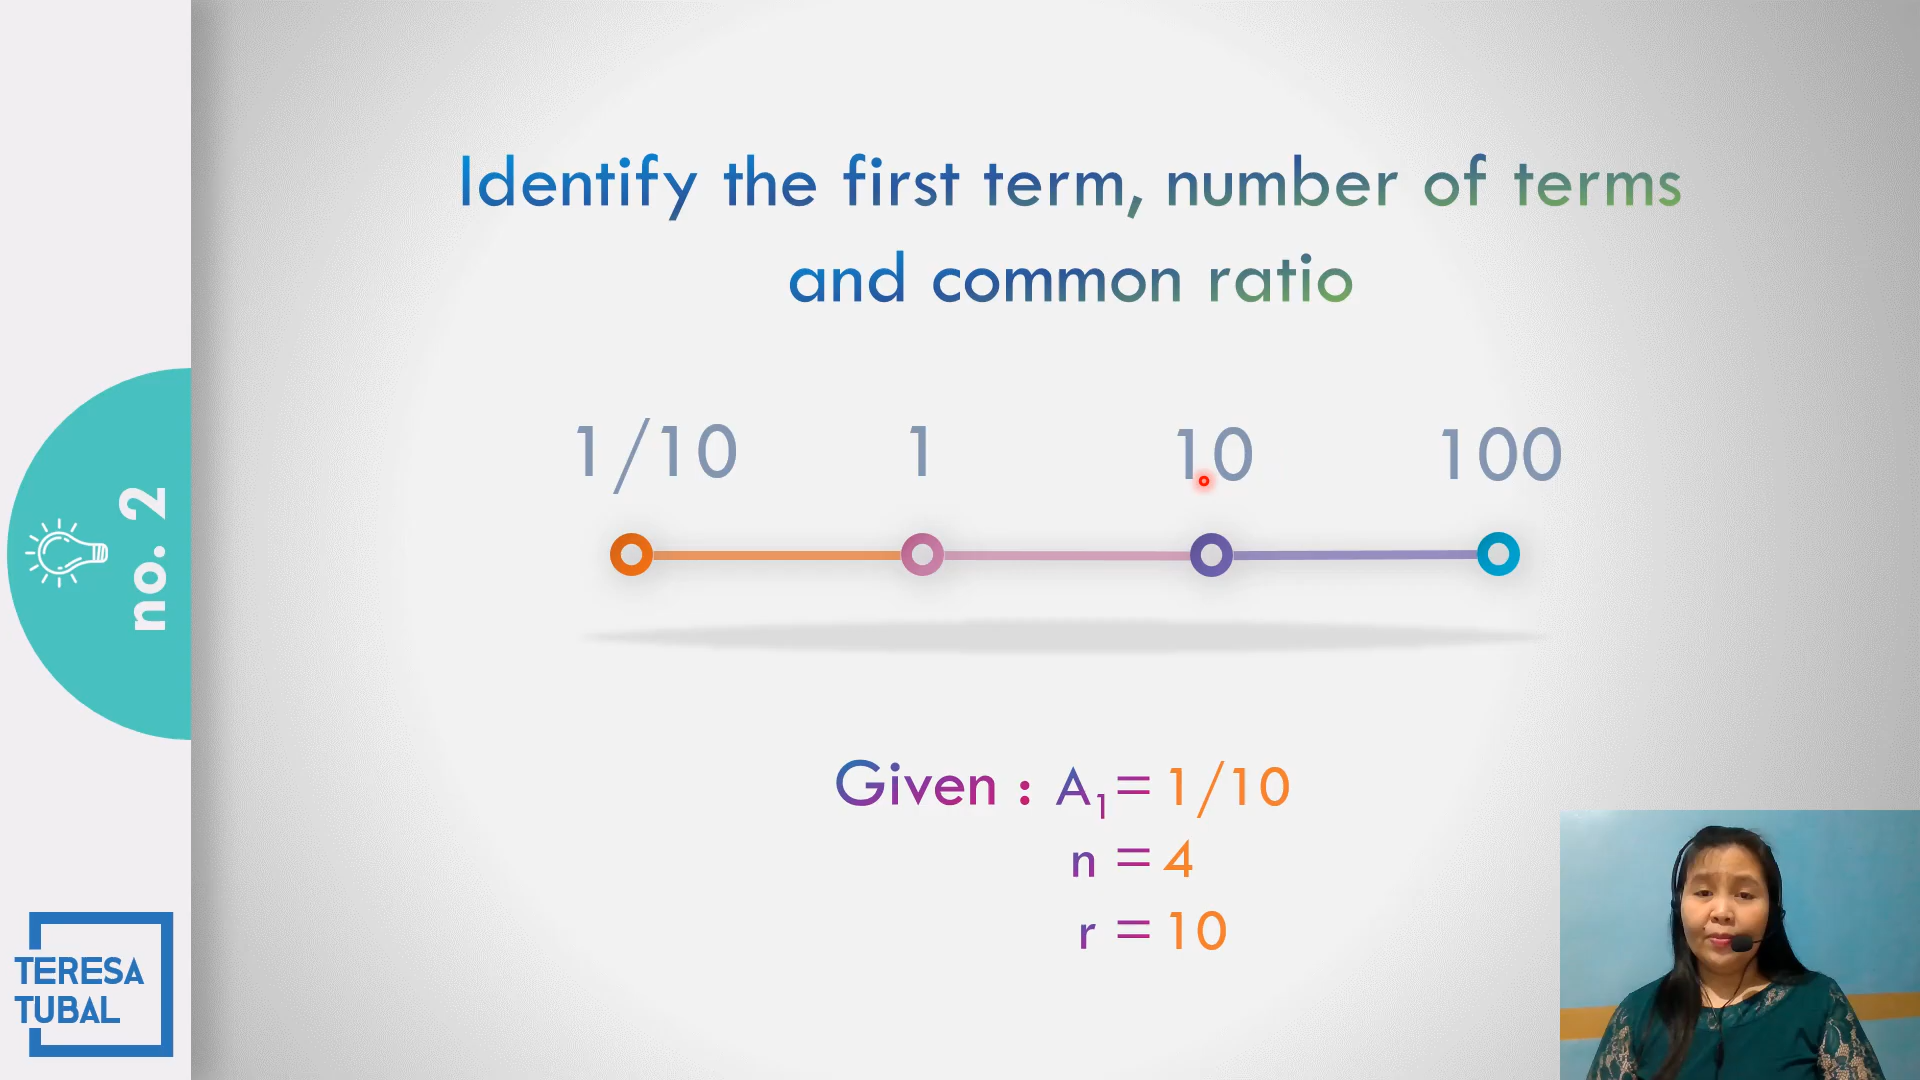 Identify the first term, number of terms
and common ratio
1/10 1 10 100
no. 2
Given : A₁= 1/10
n = 4
r = 10
TERESA
TUBAL